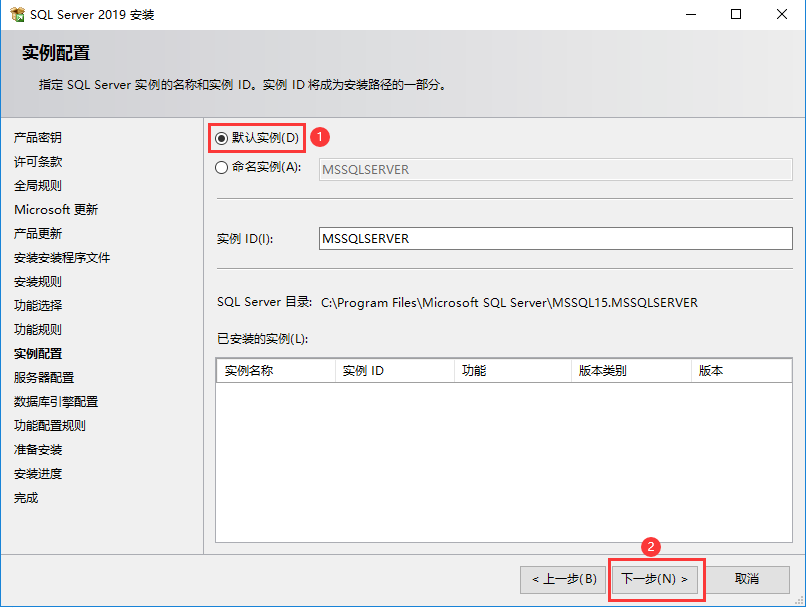 SQL Server 2019 安装
实例配置
指定 SQL Server 实例的名称和实例 ID。实例 ID 将成为安装路径的一部分。
产品密钥
许可条款
全局规则
Microsoft 更新
产品更新
安装安装程序文件
安装规则
功能选择
功能规则
实例配置
服务器配置
数据库引擎配置
功能配置规则
准备安装
安装进度
完成
默认实例(D) 1
命名实例(A): MSSQLSERVER
实例 ID(I): MSSQLSERVER
SQL Server 目录: C:\Program Files\Microsoft SQL Server\MSSQL15.MSSQLSERVER
已安装的实例(L):
实例名称 实例 ID 功能 版本类别 版本
2
< 上一步(B) 下一步(N) > 取消